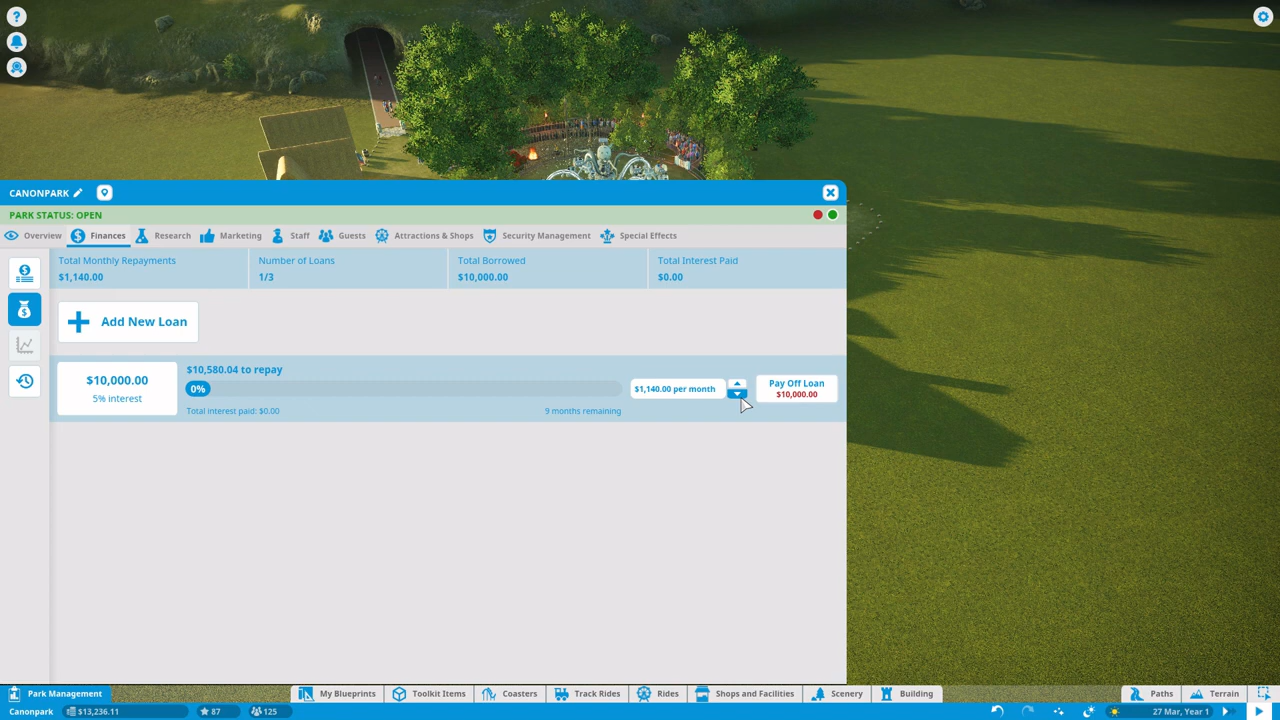 CANONPARK
PARK STATUS: OPEN
Overview Finances Research Marketing Staff Guests Attractions & Shops Security Management Special Effects
Total Monthly Repayments Number of Loans Total Borrowed Total Interest Paid
$1,140.00 1/3 $10,000.00 $0.00
Add New Loan
$10,000.00
5% interest
$10,580.04 to repay
0%
Total interest paid: $0.00
9 months remaining
$1,140.00 per month
Pay Off Loan
$10,000.00
Park Management My Blueprints Toolkit Items Coasters Track Rides Rides Shops and Facilities Scenery Building Paths Terrain
Canonpark $13,236.11 87 125 27 Mar, Year 1